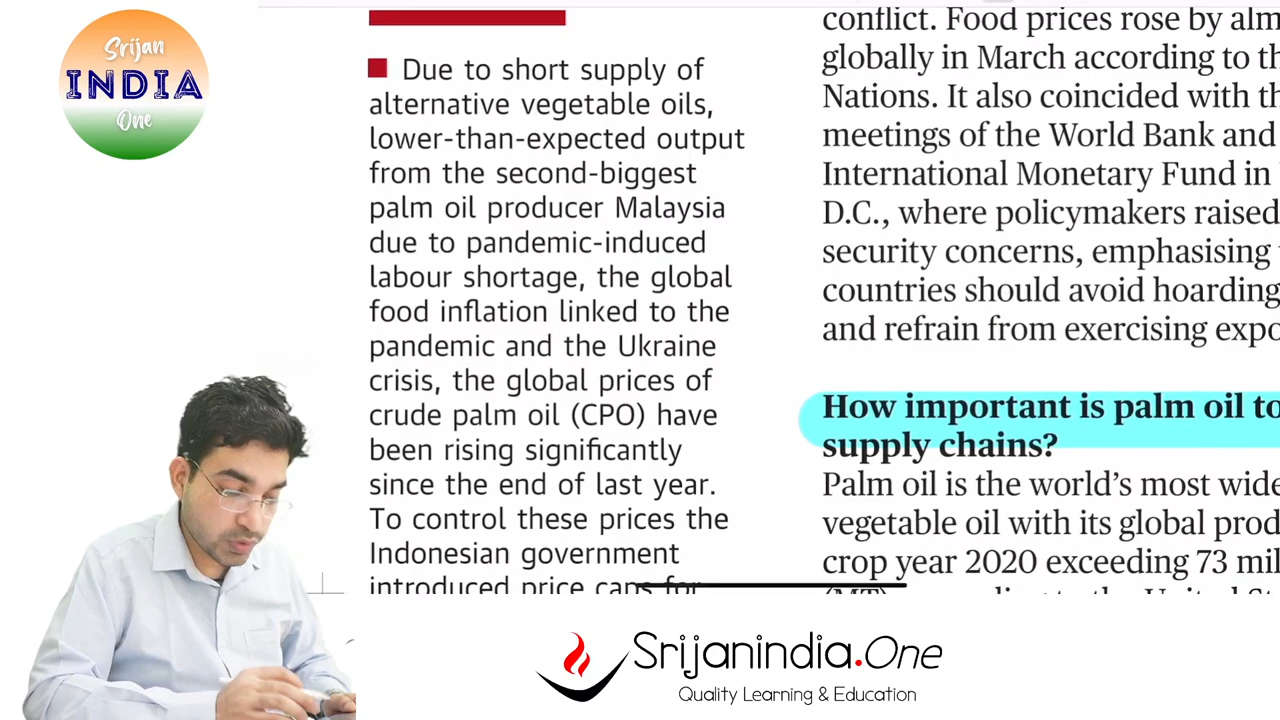 Srijan
INDIA
One
Due to short supply of
alternative vegetable oils,
lower-than-expected output
from the second-biggest
palm oil producer Malaysia
due to pandemic-induced
labour shortage, the global
food inflation linked to the
pandemic and the Ukraine
crisis, the global prices of
crude palm oil (CPO) have
been rising significantly
since the end of last year.
To control these prices the
Indonesian government
introduced price caps for
conflict. Food prices rose by alm
globally in March according to th
Nations. It also coincided with th
meetings of the World Bank and
International Monetary Fund in
D.C., where policymakers raised
security concerns, emphasising
countries should avoid hoarding
and refrain from exercising expo
How important is palm oil to
supply chains?
Palm oil is the world's most wide
vegetable oil with its global prod
crop year 2020 exceeding 73 mil
Srijanindia.One
Quality Learning & Education